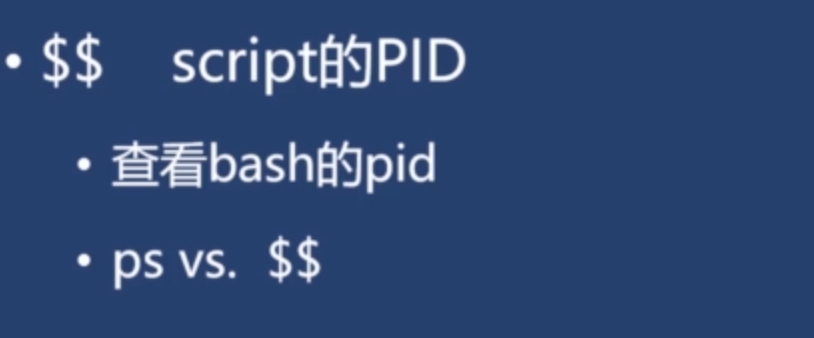 • $$ script的PID
• 查看bash的pid
• ps vs. $$